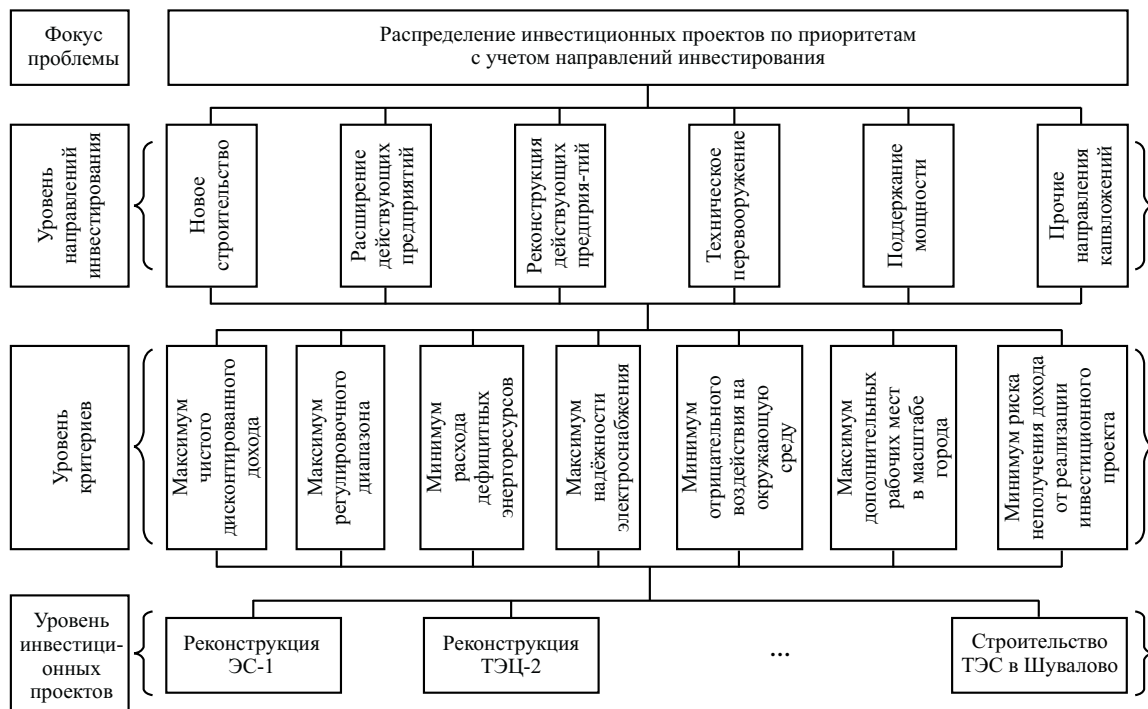 Фокус
проблемы
Распределение инвестиционных проектов по приоритетам
с учетом направлений инвестирования
Уровень
направлений
инвестирования
Новое
строительство
Расширение
действующих
предприятий
Реконструкция
действующих
предприя-тий
Техническое
перевооружение
Поддержание
мощности
Прочие
направления
капвложений
Уровень
критериев
Максимум
чистого
дисконтированного
дохода
Максимум
регулировочного
диапазона
Минимум
расхода
дефицитных
энергоресурсов
Максимум
надёжности
электроснабжения
Минимум
отрицательного
воздействия на
окружающую
среду
Максимум
дополнительных
рабочих мест
в масштабе
города
Минимум риска
неполучения дохода
от реализации
инвестиционного
проекта
Уровень
инвестици-
онных
проектов
Реконструкция
ЭС-1
Реконструкция
ТЭЦ-2
...
Строительство
ТЭС в Шувалово